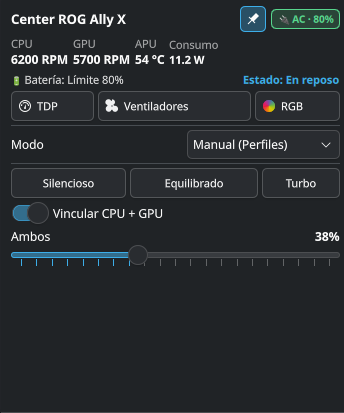 Center ROG Ally X
AC · 80%
CPU GPU APU Consumo
6200 RPM 5700 RPM 54 °C 11.2 W
Batería: Límite 80% Estado: En reposo
TDP Ventiladores RGB
Modo Manual (Perfiles)
Silencioso Equilibrado Turbo
Vincular CPU + GPU
Ambos 38%